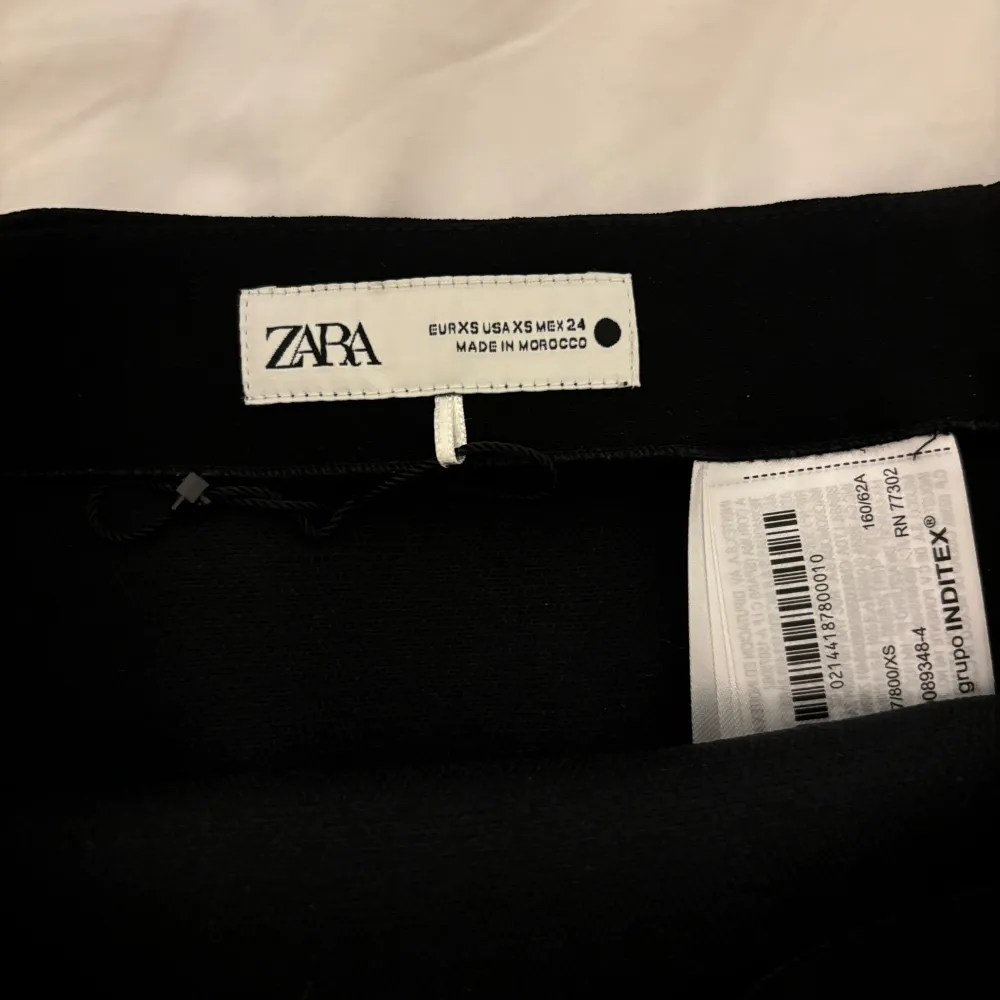 ZARA
EUR XS USA XS MEX 24
MADE IN MOROCCO
160/62A
RN 77302
02144187800010
7/800/XS
089348-4
grupo INDITEX®